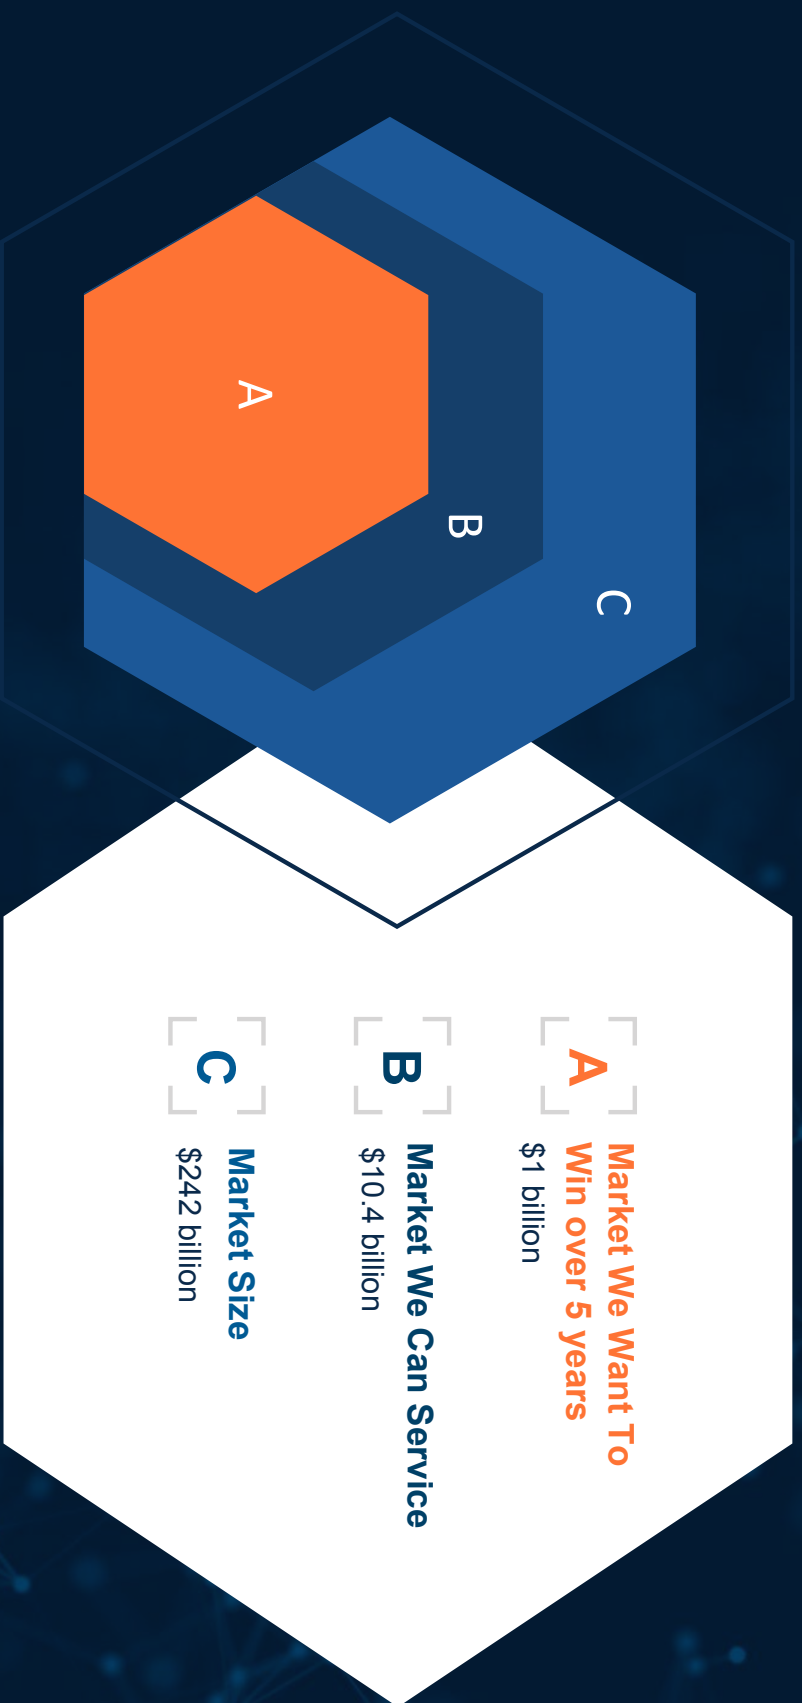 A
B
C
A
Market We Want To
Win over 5 years
$1 billion
B
Market We Can Service
$10.4 billion
C
Market Size
$242 billion